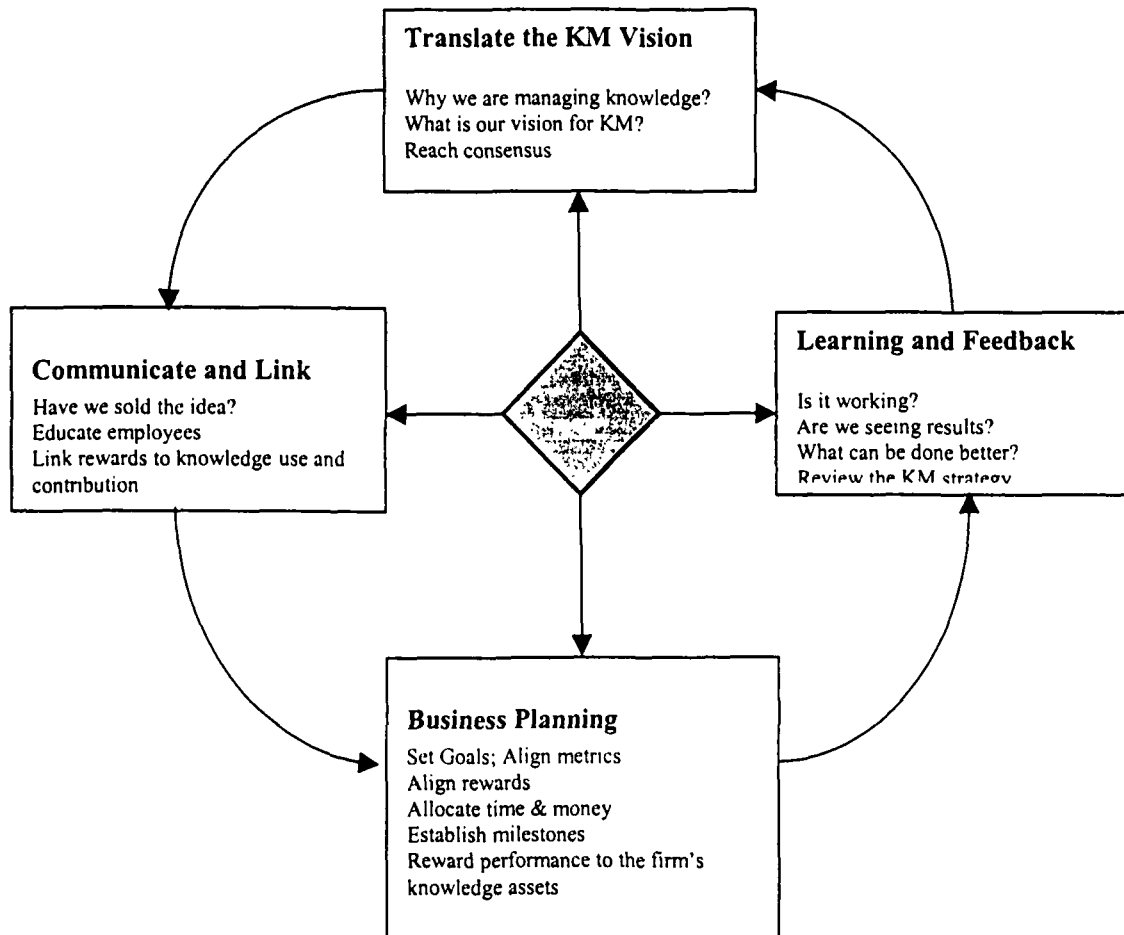 Translate the KM Vision
Why we are managing knowledge?
What is our vision for KM?
Reach consensus
Communicate and Link
Have we sold the idea?
Educate employees
Link rewards to knowledge use and
contribution
Learning and Feedback
Is it working?
Are we seeing results?
What can be done better?
Review the KM strategy
Business Planning
Set Goals; Align metrics
Align rewards
Allocate time & money
Establish milestones
Reward performance to the firm's
knowledge assets